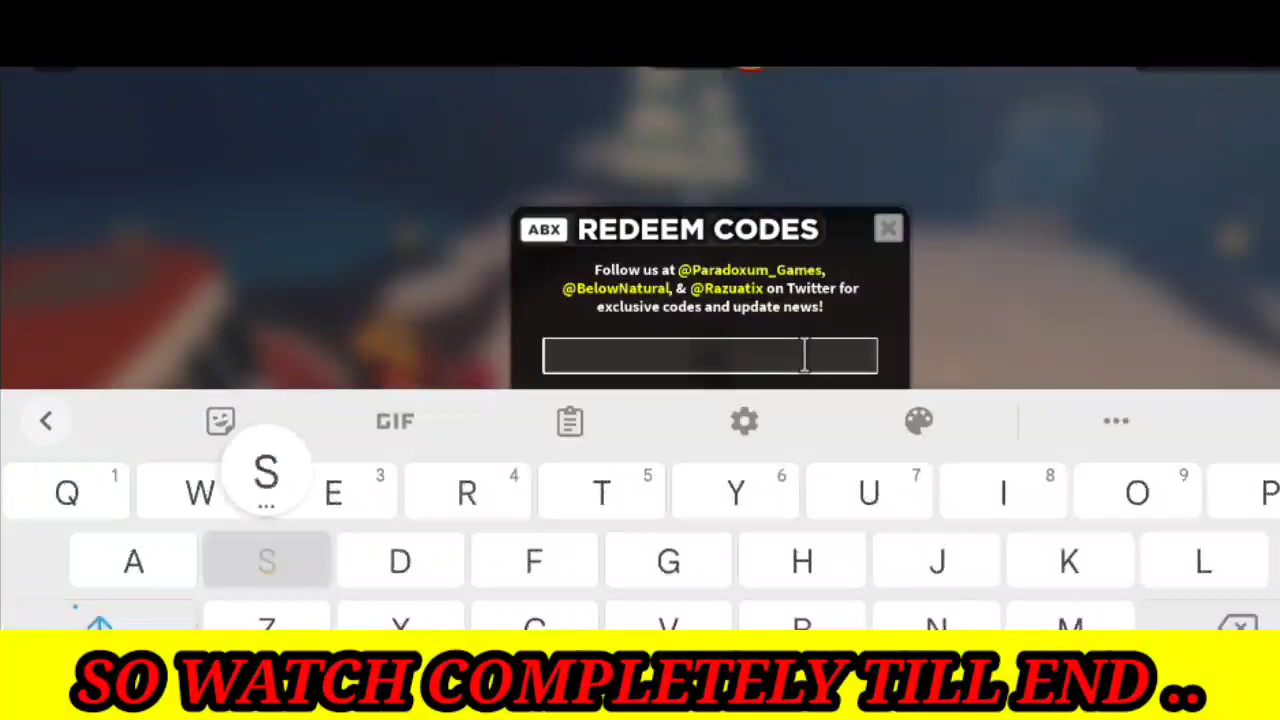 ABX REDEEM CODES
Follow us at @Paradoxum_Games,
@BelowNatural, & @Razuatix on Twitter for
exclusive codes and update news!
GIF
S
...
Q 1 W E 3 R 4 T 5 Y 6 U 7 I 8 O 9 P
A S D F G H J K L
Z X C V B N M
SO WATCH COMPLETELY TILL END ..